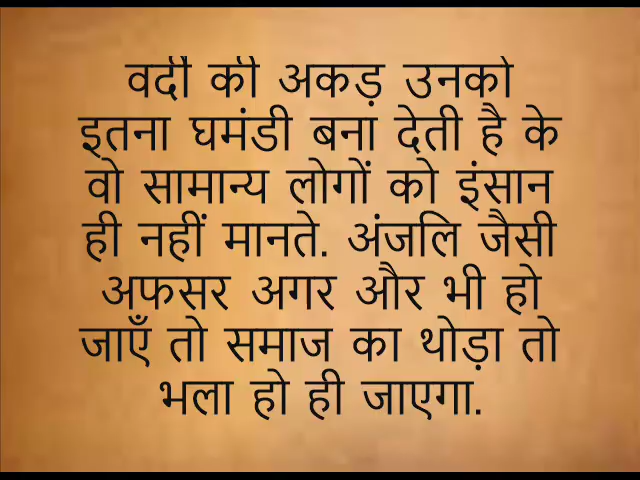 वर्दी की अकड़ उनको
इतना घमंडी बना देती है के
वो सामान्य लोगों को इंसान
ही नहीं मानते. अंजलि जैसी
अफसर अगर और भी हो
जाएँ तो समाज का थोड़ा तो
भला हो ही जाएगा.